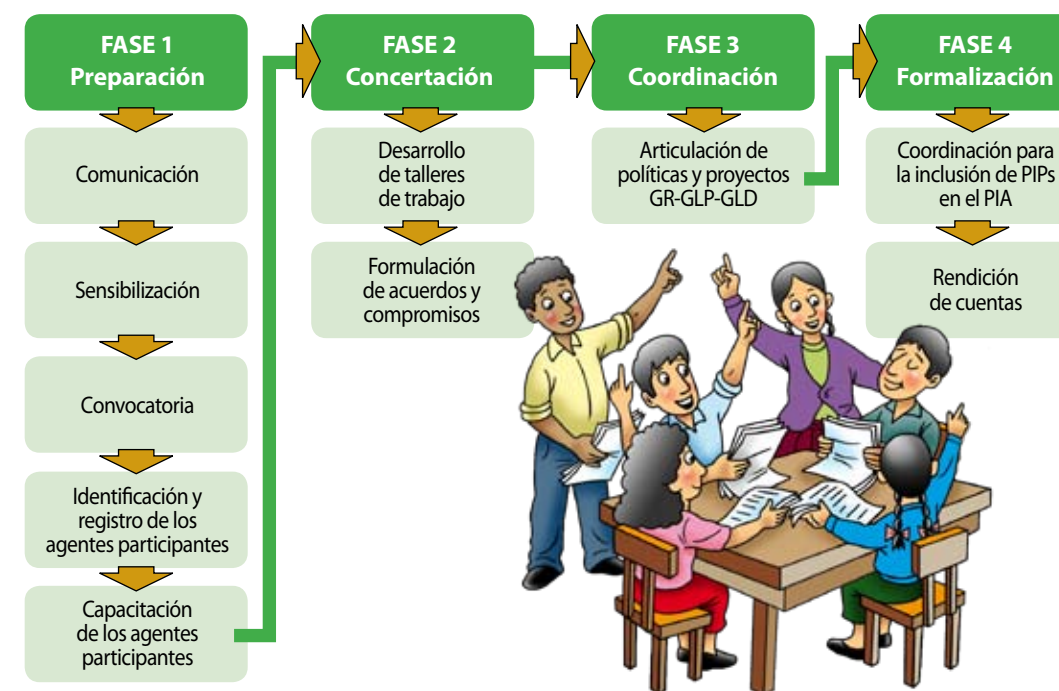 FASE 1
Preparación
Comunicación
Sensibilización
Convocatoria
Identificación y
registro de los
agentes participantes
Capacitación
de los agentes
participantes
FASE 2
Concertación
Desarrollo
de talleres
de trabajo
Formulación
de acuerdos y
compromisos
FASE 3
Coordinación
Articulación de
políticas y proyectos
GR-GLP-GLD
FASE 4
Formalización
Coordinación para
la inclusión de PIPs
en el PIA
Rendición
de cuentas